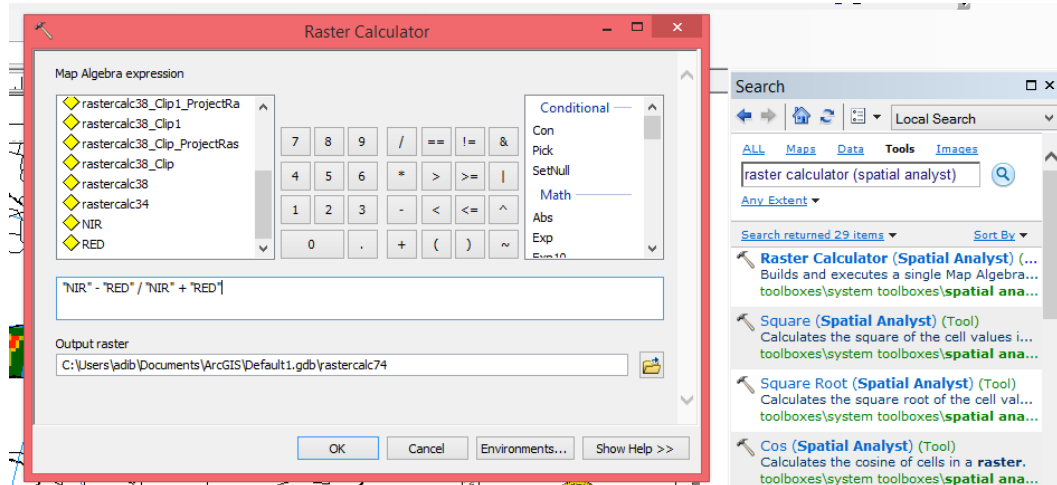 Raster Calculator
Map Algebra expression
rastercalc38_Clip1_ProjectRa
rastercalc38_Clip1
rastercalc38_Clip_ProjectRas
rastercalc38_Clip
rastercalc38
rastercalc34
NIR
RED
7 8 9 / == != &
4 5 6 * > >= |
1 2 3 - < <= ^
0 . + ( ) ~
Conditional
Con
Pick
SetNull
Math
Abs
Exp
Exp10
"NIR" - "RED" / "NIR" + "RED"
Output raster
C:\Users\adib\Documents\ArcGIS\Default1.gdb\rastercalc74
OK Cancel Environments... Show Help >>
Search
Local Search
ALL Maps Data Tools Images
raster calculator (spatial analyst)
Any Extent
Search returned 29 items Sort By
Raster Calculator (Spatial Analyst) (...
Builds and executes a single Map Algebra...
toolboxes\system toolboxes\spatial ana...
Square (Spatial Analyst) (Tool)
Calculates the square of the cell values i...
toolboxes\system toolboxes\spatial ana...
Square Root (Spatial Analyst) (Tool)
Calculates the square root of the cell val...
toolboxes\system toolboxes\spatial ana...
Cos (Spatial Analyst) (Tool)
Calculates the cosine of cells in a raster.
toolboxes\system toolboxes\spatial ana...